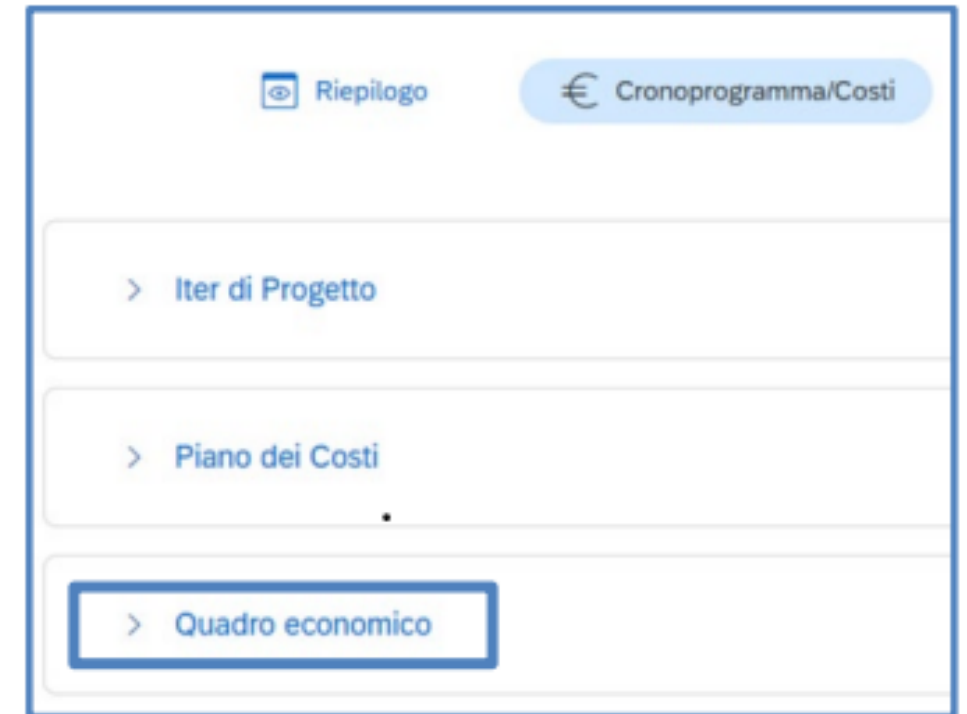 Riepilogo
€ Cronoprogramma/Costi
> Iter di Progetto
> Piano dei Costi
.
> Quadro economico